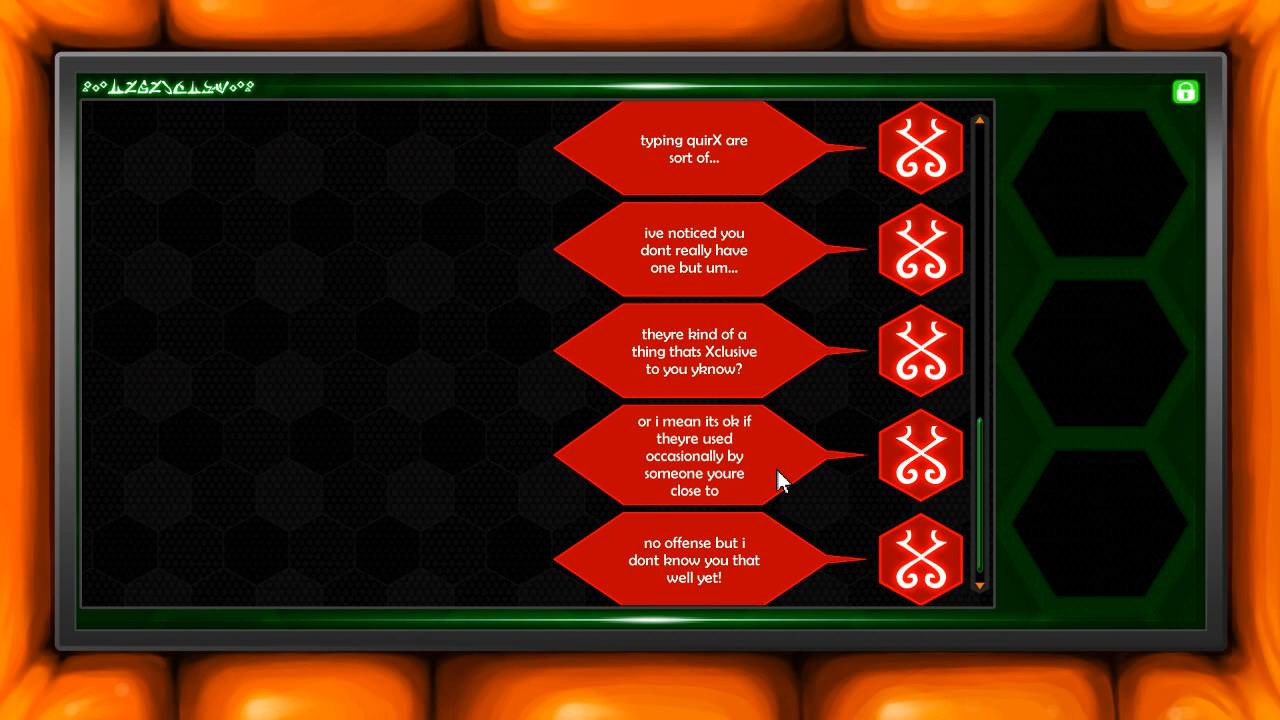 typing quirX are
sort of...
ive noticed you
dont really have
one but um...
theyre kind of a
thing thats Xclusive
to you yknow?
or i mean its ok if
theyre used
occasionally by
someone youre
close to
no offense but i
dont know you that
well yet!